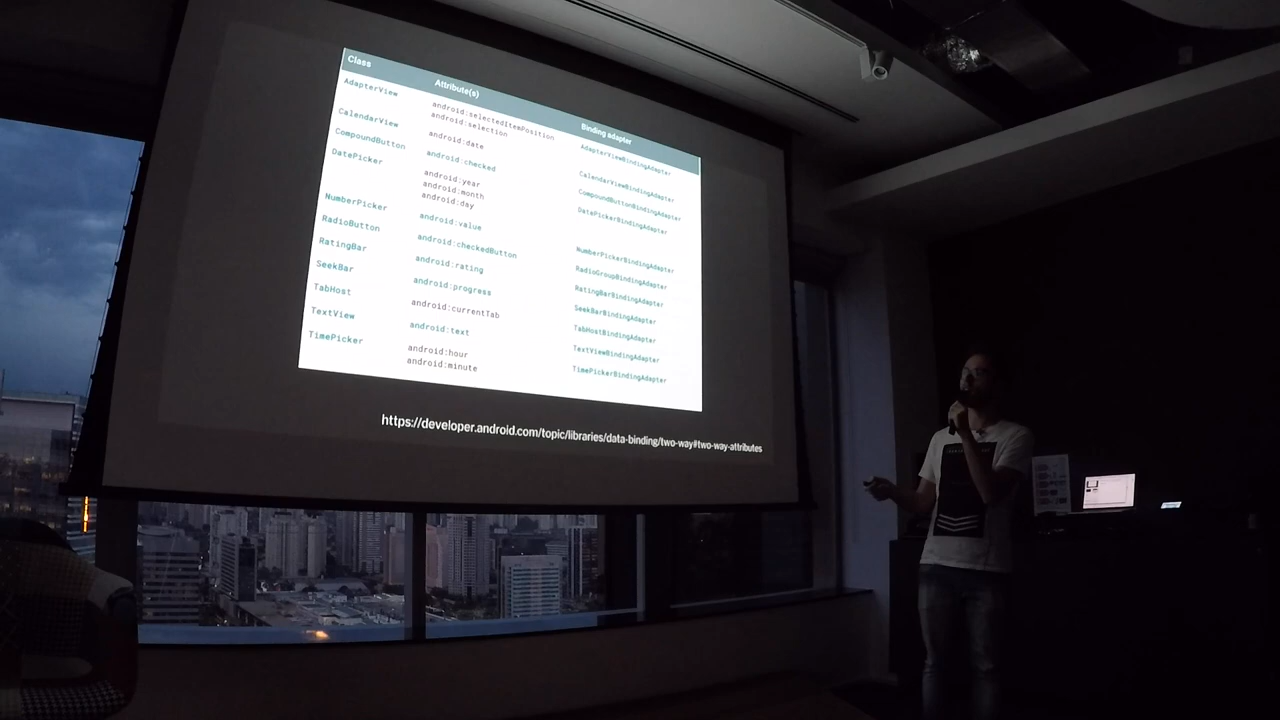 Class Attribute(s) Binding adapter
AdapterView android:selectedItemPosition AdapterViewBindingAdapter
android:selection
CalendarView android:date CalendarViewBindingAdapter
CompoundButton android:checked CompoundButtonBindingAdapter
DatePicker android:year DatePickerBindingAdapter
android:month
android:day
NumberPicker android:value NumberPickerBindingAdapter
RadioButton android:checkedButton RadioGroupBindingAdapter
RatingBar android:rating RatingBarBindingAdapter
SeekBar android:progress SeekBarBindingAdapter
TabHost android:currentTab TabHostBindingAdapter
TextView android:text TextViewBindingAdapter
TimePicker android:hour TimePickerBindingAdapter
android:minute
https://developer.android.com/topic/libraries/data-binding/two-way#two-way-attributes